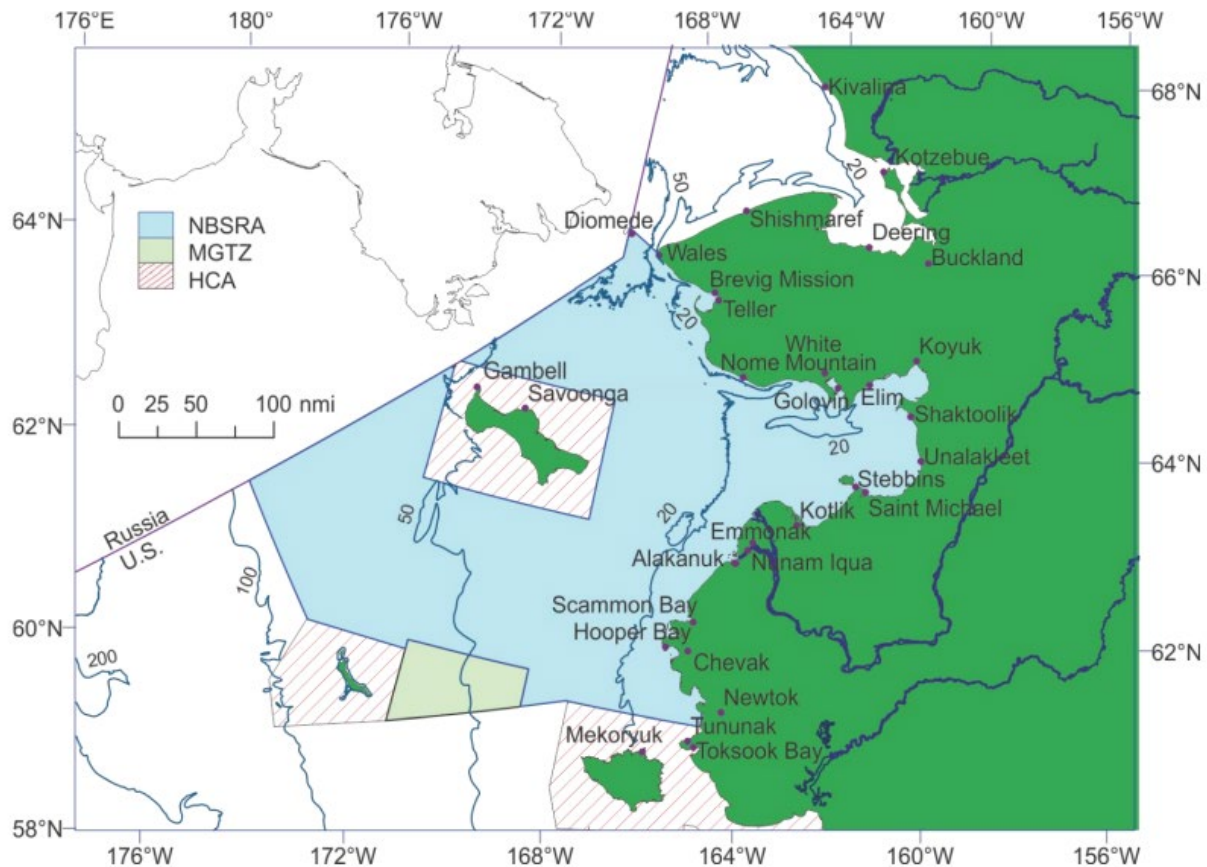 176°E 180° 176°W 172°W 168°W 164°W 160°W 156°W
Kivalina
68°N
Kotzebue
20
50
64°N
NBSRA
Diomede
Shishmaref
Deering
MGTZ
Wales
Buckland
66°N
HCA
Brevig Mission
Teller
20
White
Koyuk
Nome Mountain
Gambell
Savoonga
Golovin
Elim
0 25 50 100 nmi
Shaktoolik
62°N
20
Unalakleet
64°N
Stebbins
50
20
Kotlik
Saint Michael
Russia
U.S.
Emmonak
Alakanuk
Nunam Iqua
100
Scammon Bay
60°N
Hooper Bay
200
Chevak
62°N
Newtok
Mekoryuk
Tununak
Toksook Bay
58°N
176°W 172°W 168°W 164°W 160°W 156°W